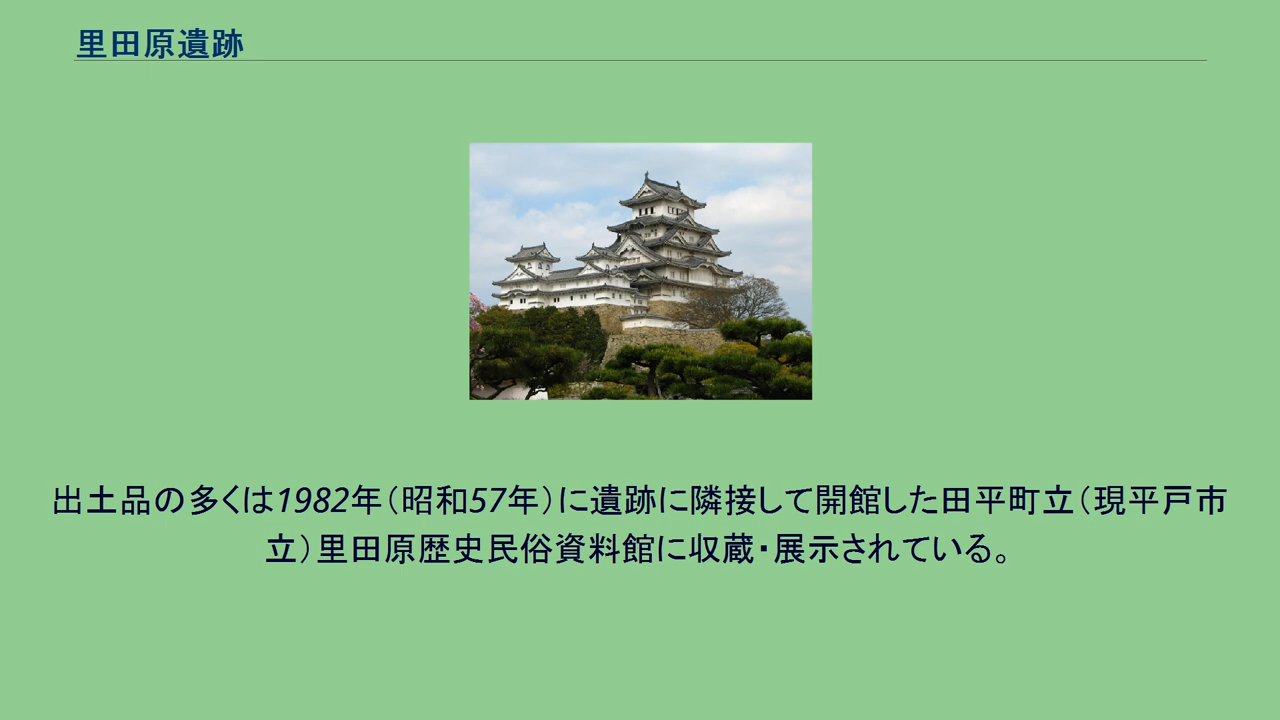 里田原遺跡
出土品の多くは1982年（昭和57年）に遺跡に隣接して開館した田平町立（現平戸市
立）里田原歴史民俗資料館に収蔵・展示されている。